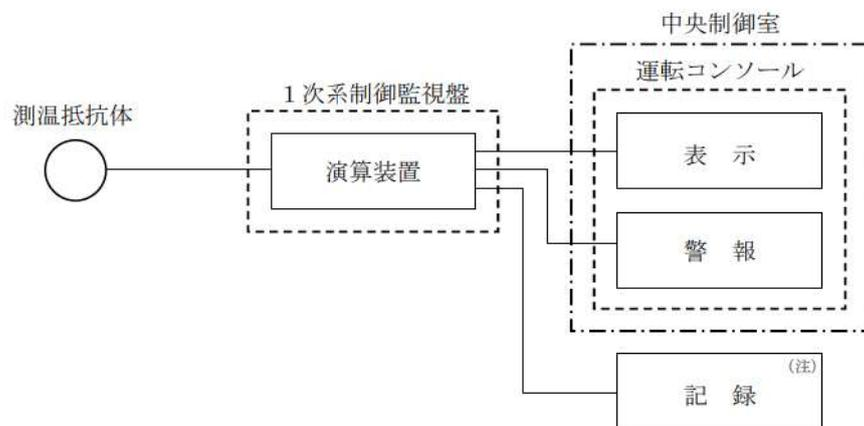 中央制御室
運転コンソール
1次系制御監視盤
測温抵抗体
演算装置
表 示
警 報
(注)
記 録